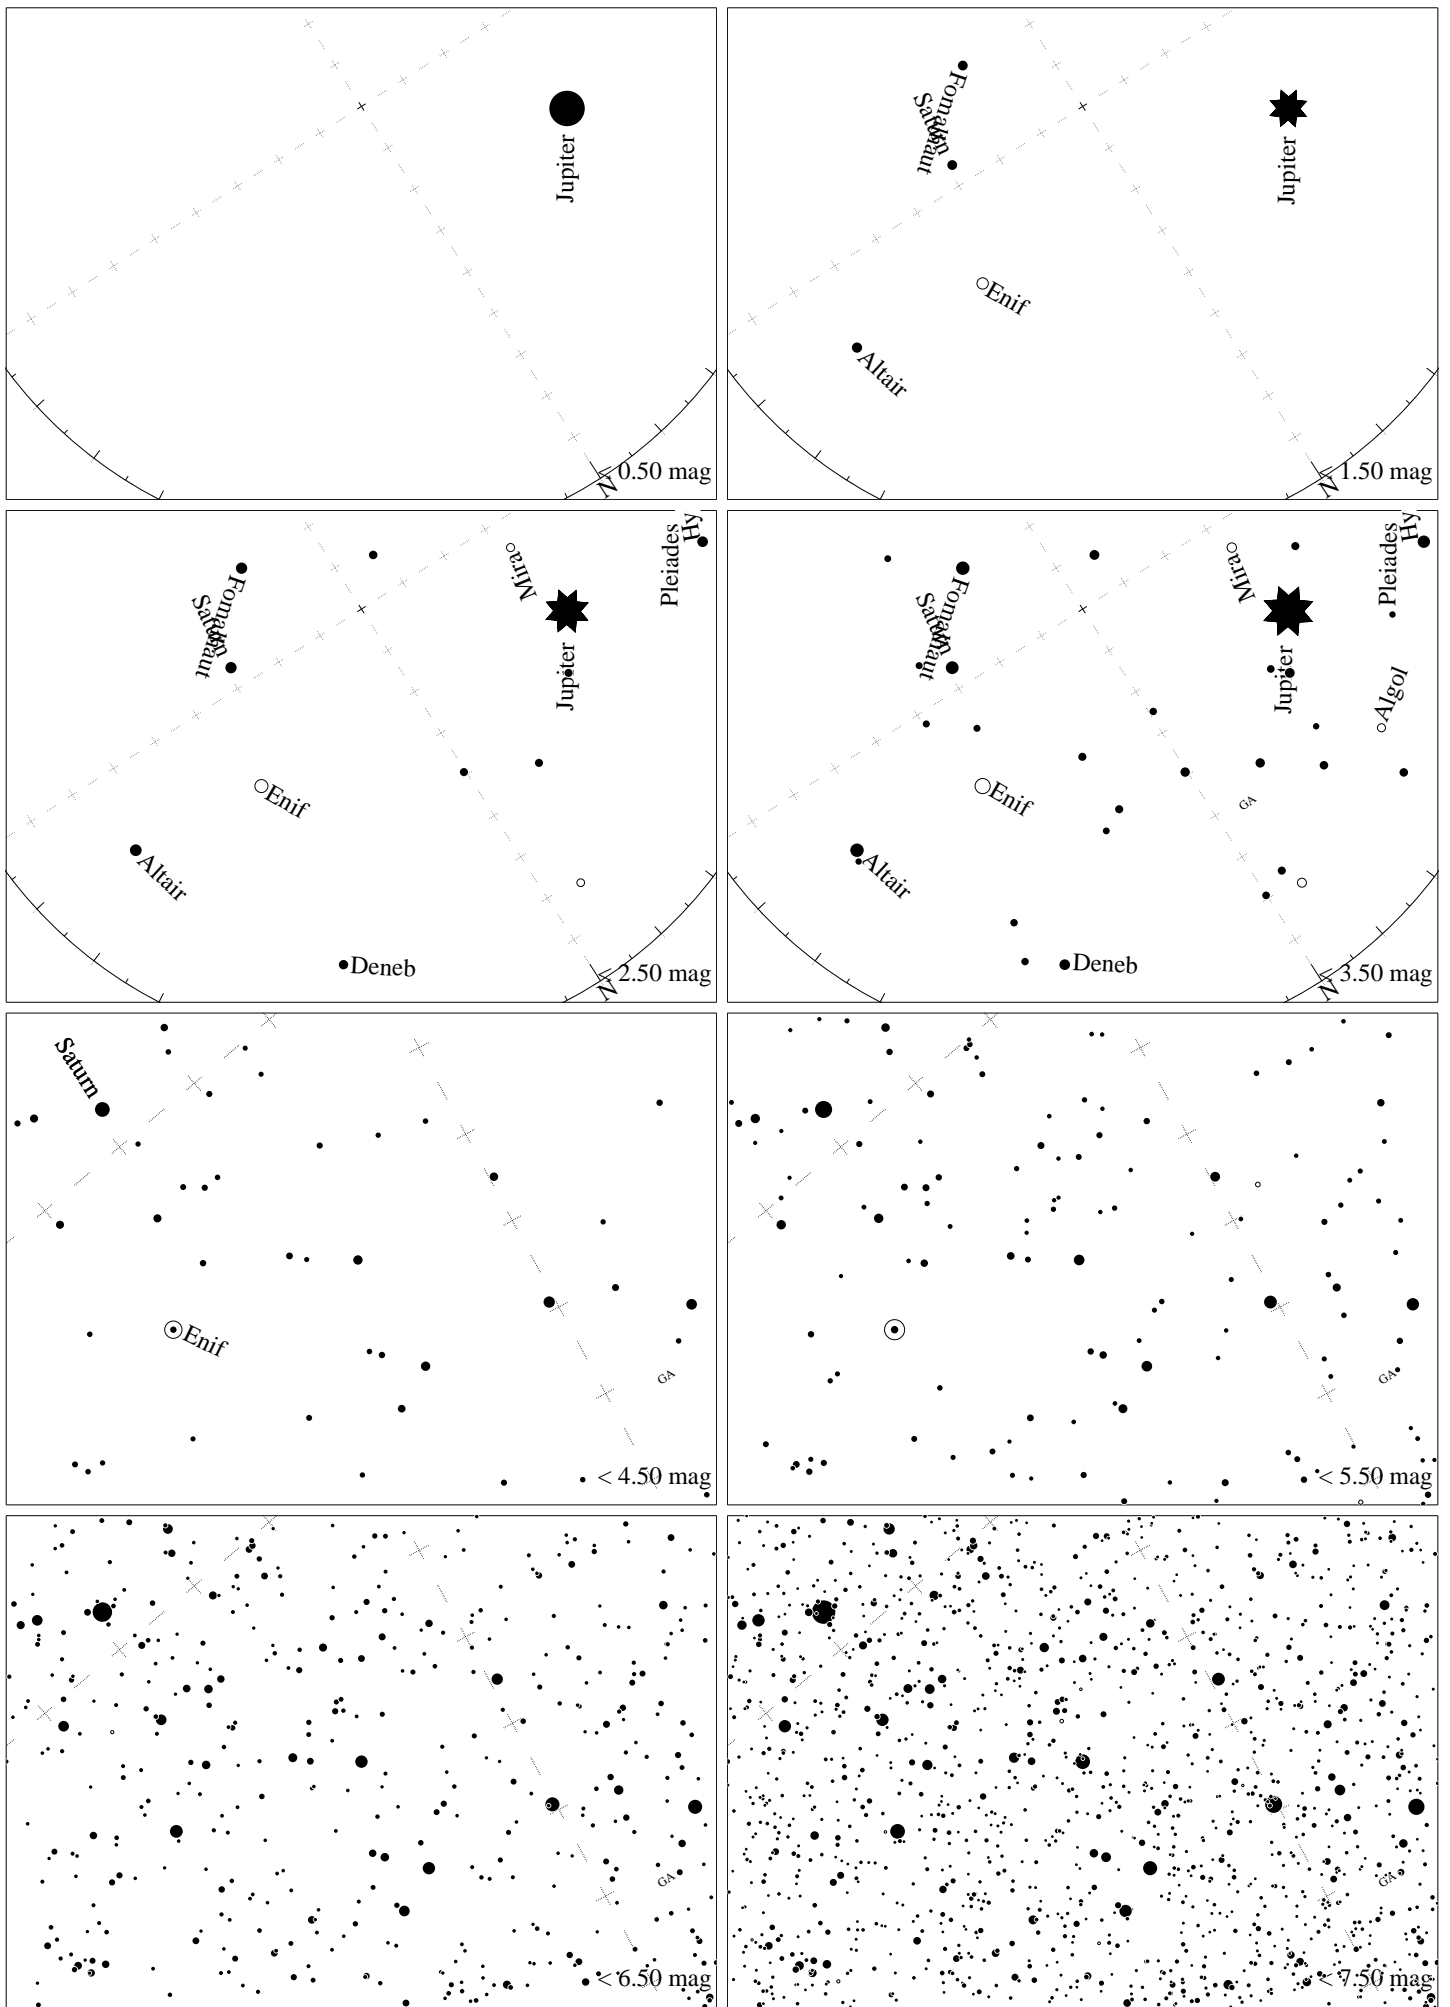 Jupiter
< 0.50 mag
N
Fomalhaut
Saturn
Jupiter
Enif
Altair
< 1.50 mag
N
Hy
Pleiades
Mira
Fomalhaut
Saturn
Jupiter
Enif
Altair
Deneb
< 2.50 mag
N
Hy
Pleiades
Mira
Fomalhaut
Saturn
Jupiter
Algol
Enif
GA
Altair
Deneb
< 3.50 mag
N
Saturn
Enif
GA
< 4.50 mag
GA
< 5.50 mag
GA
< 6.50 mag
GA
< 7.50 mag